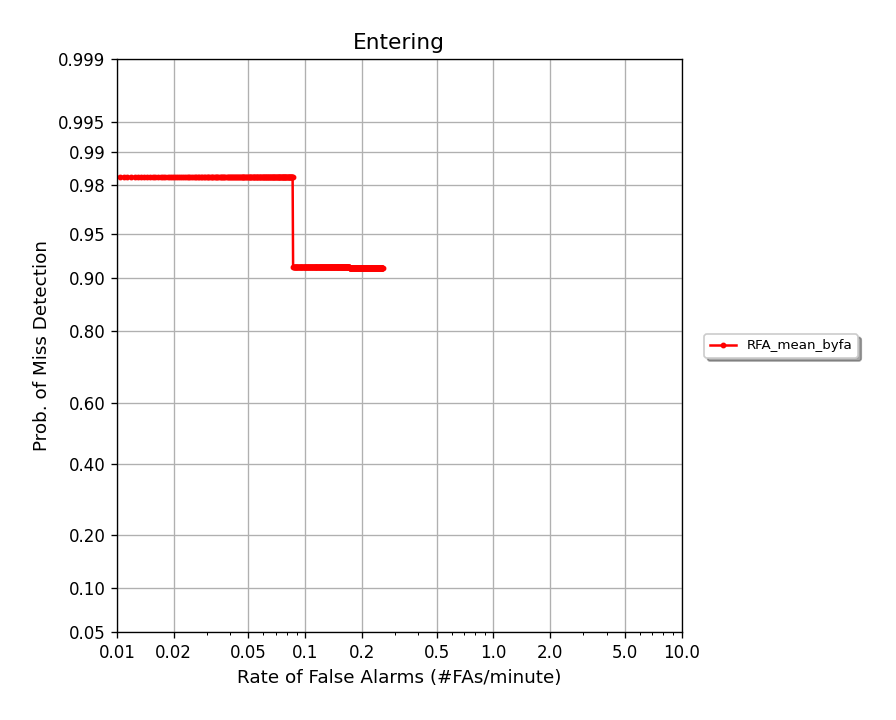 Entering
0.999
0.995
0.99
0.98
0.95
0.90
0.80
0.60
0.40
0.20
0.10
0.05
Prob. of Miss Detection
0.01 0.02 0.05 0.1 0.2 0.5 1.0 2.0 5.0 10.0
Rate of False Alarms (#FAs/minute)
RFA_mean_byfa